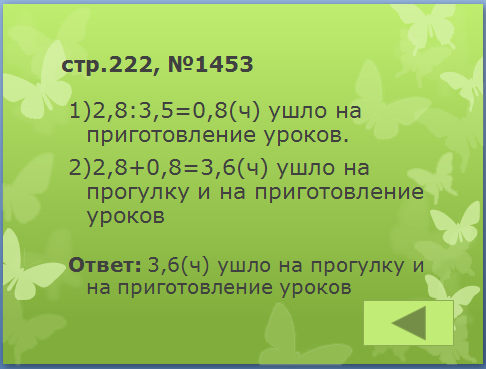 стр.222, №1453
1)2,8:3,5=0,8(ч) ушло на
приготовление уроков.
2)2,8+0,8=3,6(ч) ушло на
прогулку и на приготовление
уроков
Ответ: 3,6(ч) ушло на прогулку и
на приготовление уроков